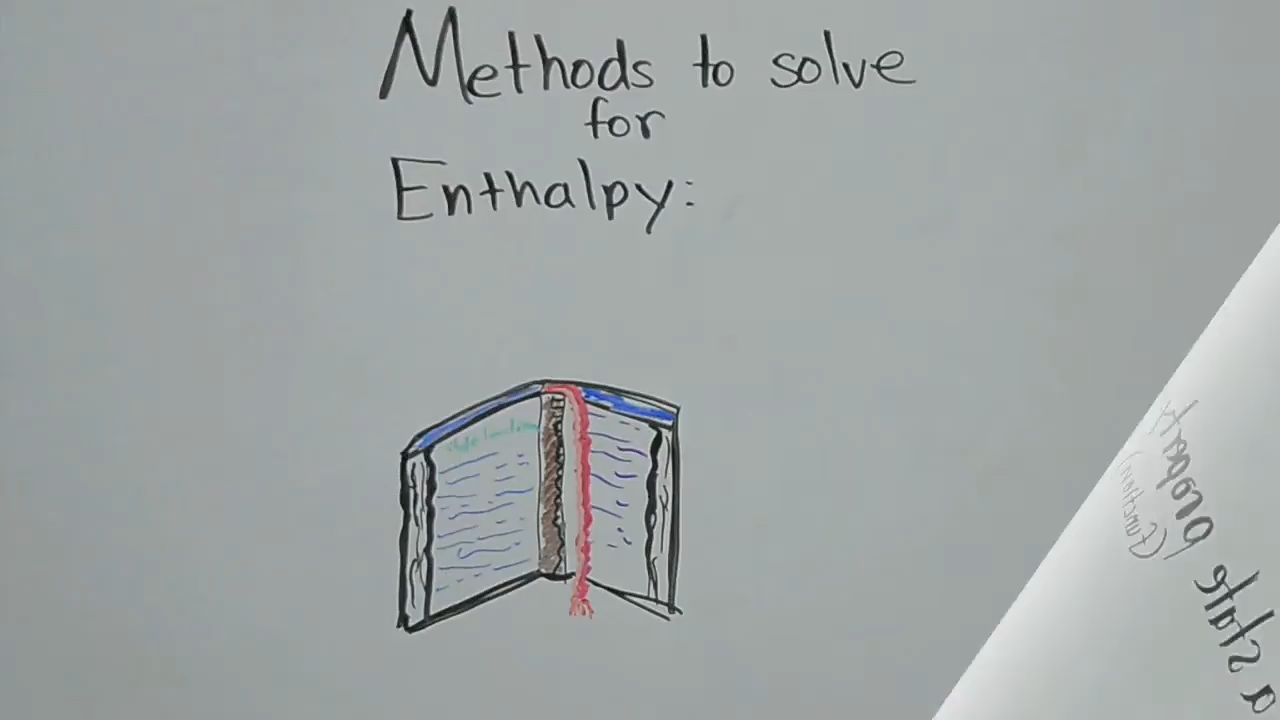 Methods to solve
for
Enthalpy:
a state property
(function)